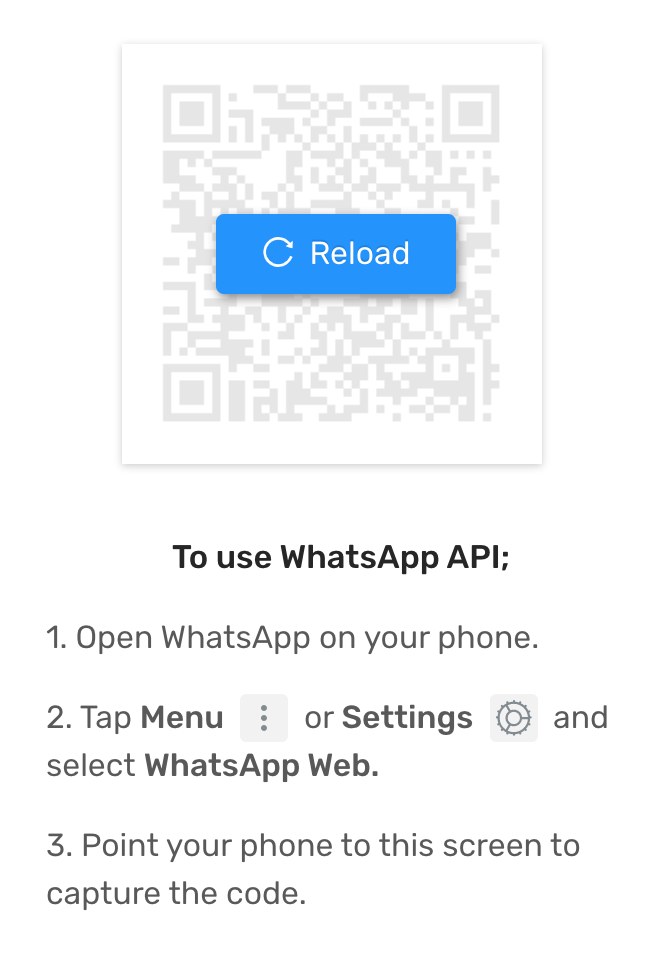 Reload
To use WhatsApp API;
1. Open WhatsApp on your phone.
2. Tap Menu or Settings and
select WhatsApp Web.
3. Point your phone to this screen to
capture the code.